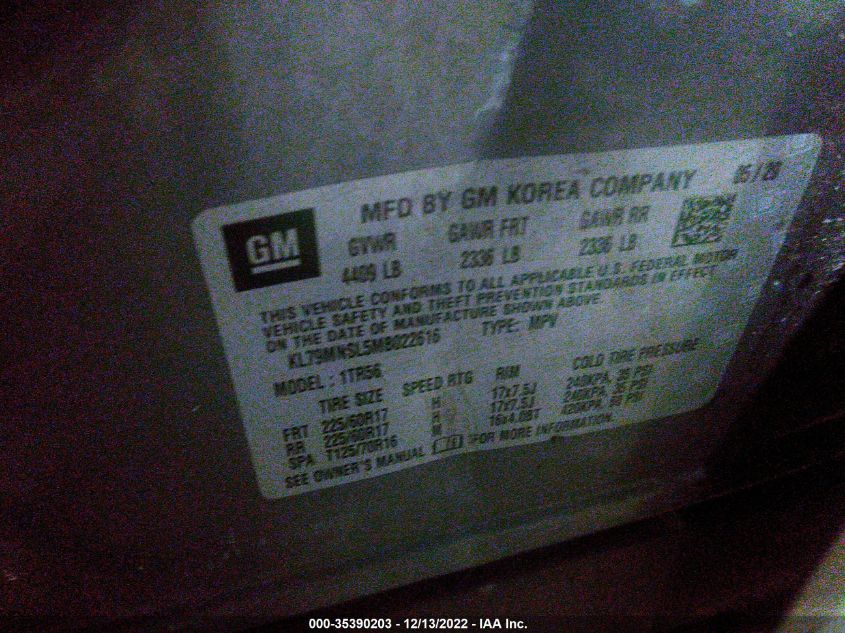 MFD BY GM KOREA COMPANY 05/20
GM
GVWR GAWR FRT GAWR RR
4409 LB 2336 LB 2336 LB
THIS VEHICLE CONFORMS TO ALL APPLICABLE U.S. FEDERAL MOTOR
VEHICLE SAFETY AND THEFT PREVENTION STANDARDS IN EFFECT
ON THE DATE OF MANUFACTURE SHOWN ABOVE.
KL79MNSL5MB022616 TYPE: MPV
MODEL : 1TR56
TIRE SIZE SPEED RTG RIM COLD TIRE PRESSURE
FRT 225/60R17 H 17x7.5J 240KPA, 35 PSI
RR 225/60R17 H 17x7.5J 240KPA, 35 PSI
SPA T125/70R16 M 16x4.0BT 420KPA, 60 PSI
SEE OWNER'S MANUAL FOR MORE INFORMATION.
000-35390203 - 12/13/2022 - IAA Inc.